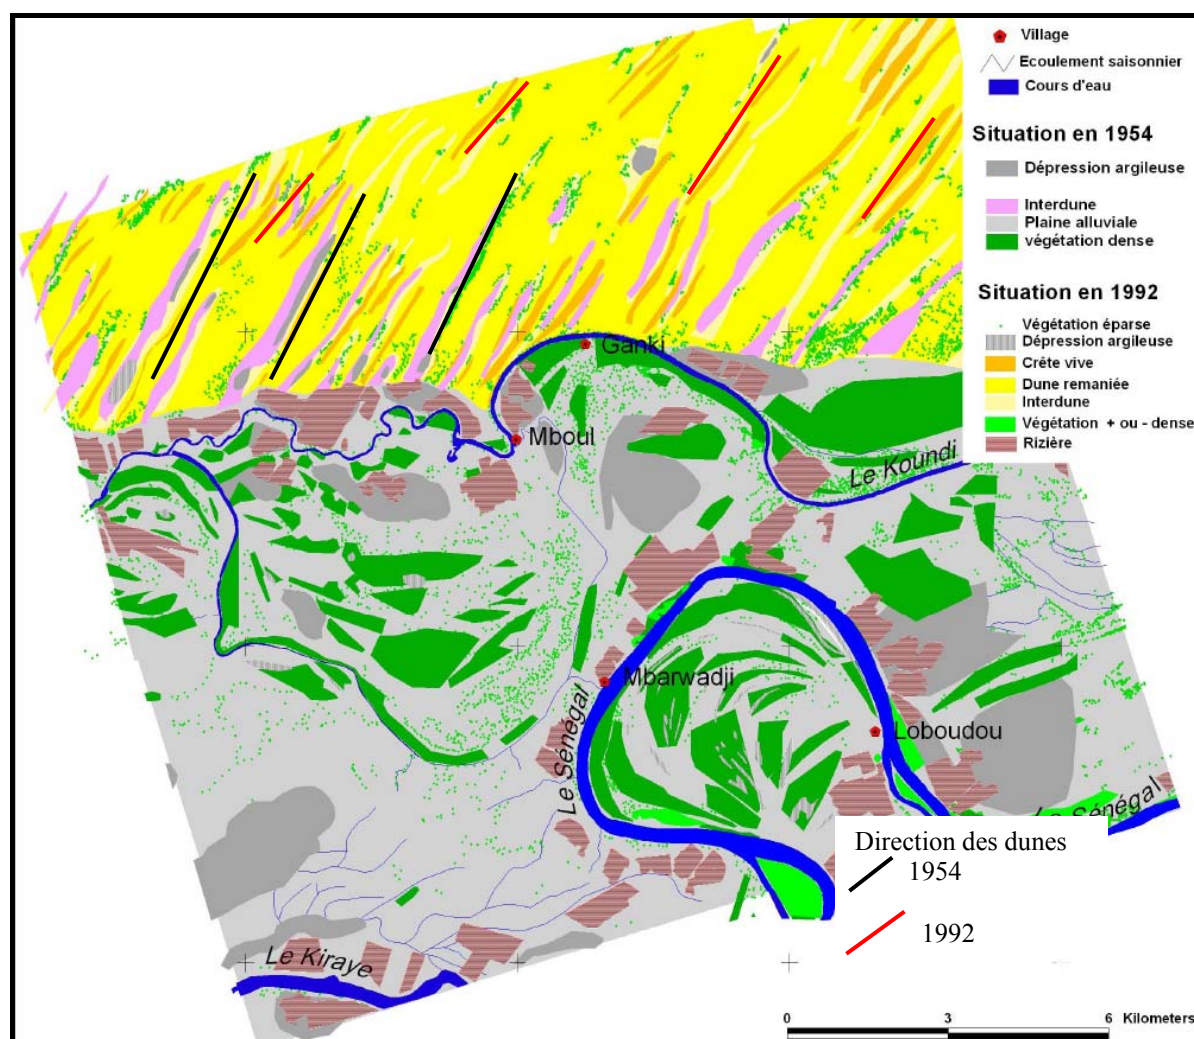 Village
Ecoulement saisonnier
Cours d'eau
Situation en 1954
Dépression argileuse
Interdune
Plaine alluviale
végétation dense
Situation en 1992
Végétation éparse
Dépression argileuse
Crête vive
Dune remaniée
Interdune
Végétation + ou - dense
Rizière
Ganki
Mboul
Le Koundi
Mbarwadji
Le Sénégal
Loboudou
Sénégal
Direction des dunes
1954
1992
Le Kiraye
0 3 6 Kilometers